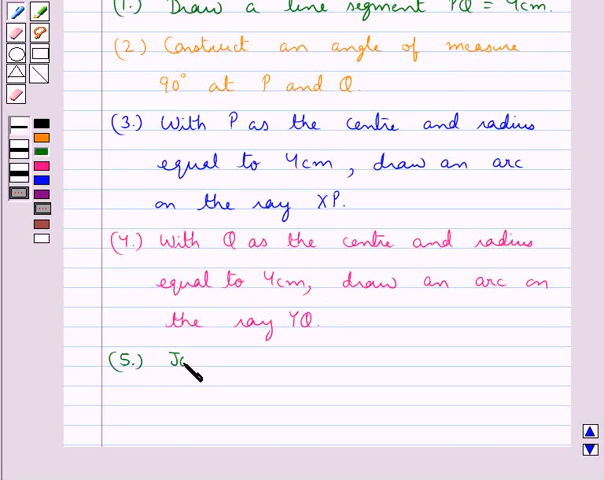 (1.) Draw a line segment PQ = 4cm.
(2) Construct an angle of measure
90° at P and Q.
(3.) With P as the centre and radius
equal to 4cm, draw an arc
on the ray XP.
(4.) With Q as the centre and radius
equal to 4cm, draw an arc on
the ray YQ.
(5.) Jo